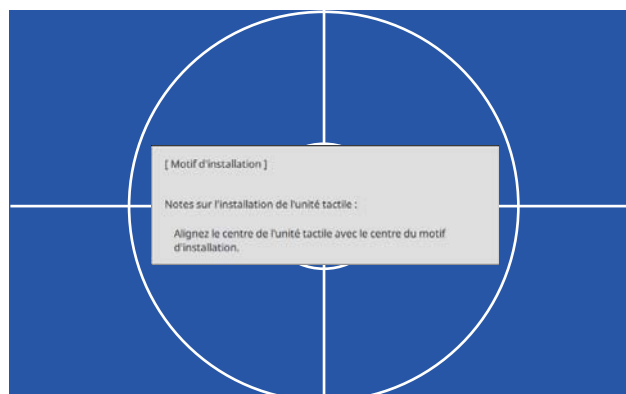 [ Motif d'installation ]
Notes sur l'installation de l'unité tactile :
Alignez le centre de l'unité tactile avec le centre du motif
d'installation.